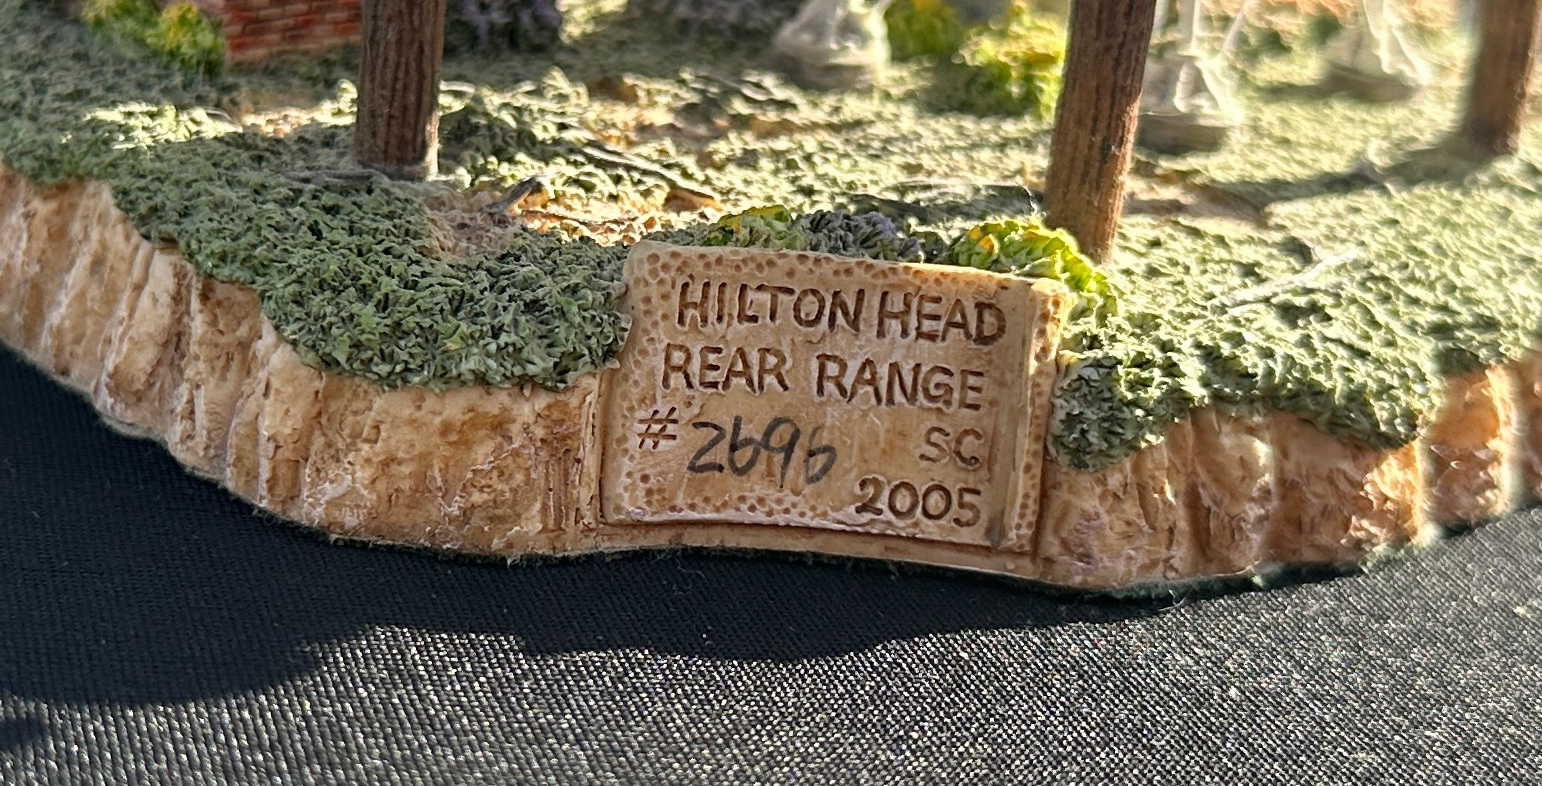 HILTON HEAD
REAR RANGE
# 2696 SC
2005